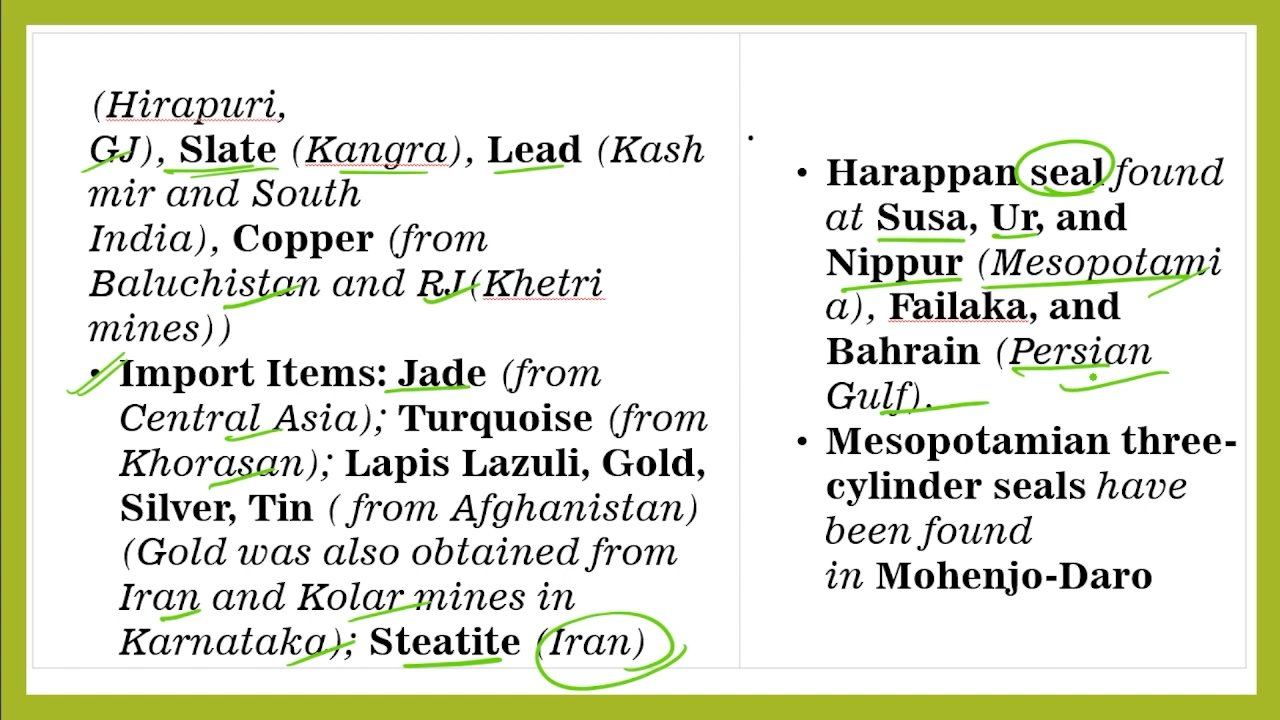 (Hirapuri,
GJ), Slate (Kangra), Lead (Kash
mir and South
India), Copper (from
Baluchistan and RJ(Khetri
mines))
• Import Items: Jade (from
Central Asia); Turquoise (from
Khorasan); Lapis Lazuli, Gold,
Silver, Tin ( from Afghanistan)
(Gold was also obtained from
Iran and Kolar mines in
Karnataka); Steatite (Iran)
.
• Harappan seal found
at Susa, Ur, and
Nippur (Mesopotami
a), Failaka, and
Bahrain (Persian
Gulf).
• Mesopotamian three-
cylinder seals have
been found
in Mohenjo-Daro